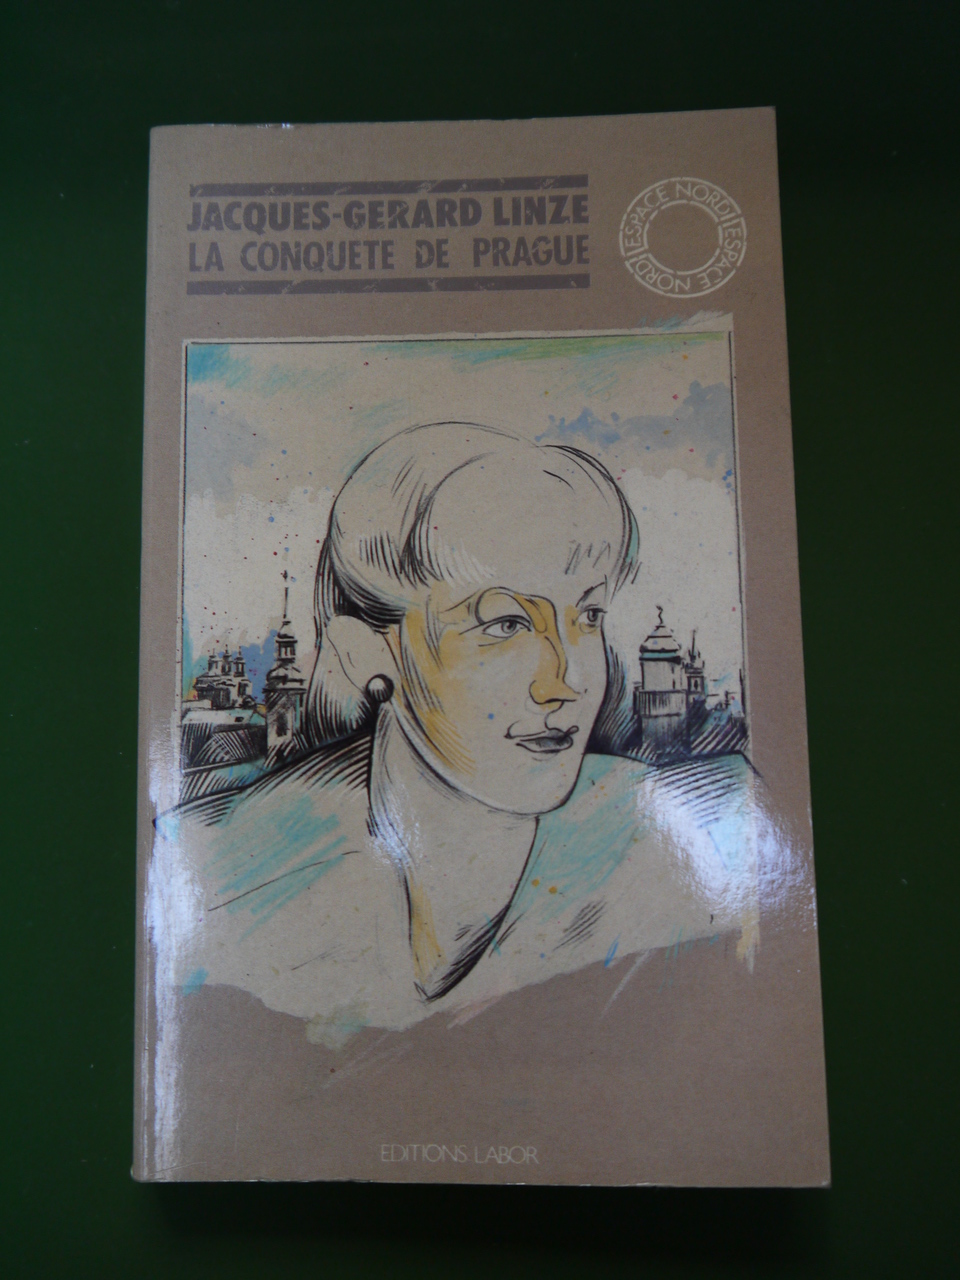 JACQUES-GERARD LINZE
LA CONQUETE DE PRAGUE
ESPACE NORD ESPACE NORD
EDITIONS LABOR